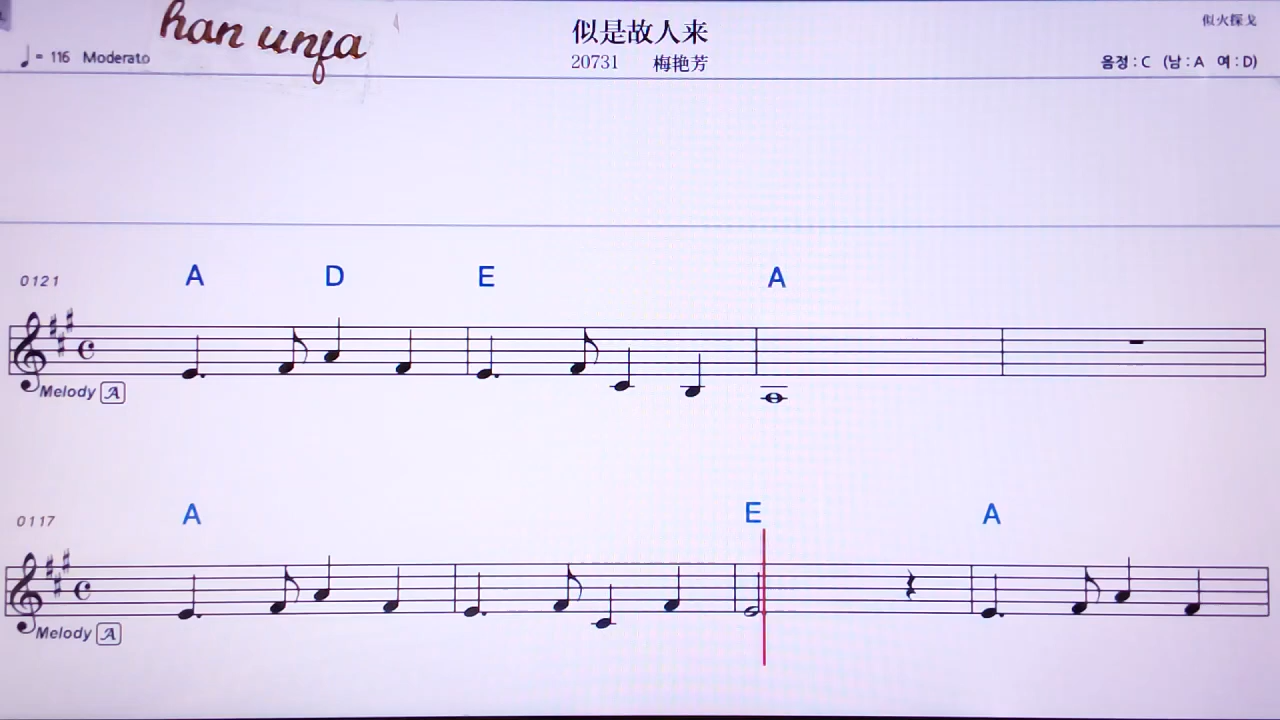 han unfa
♩= 116 Moderato
似是故人来
20731 梅艳芳
似火探戈
음정 : C (남 : A 여 : D)
0121
A D E A
Melody A
0117
A E A
Melody A